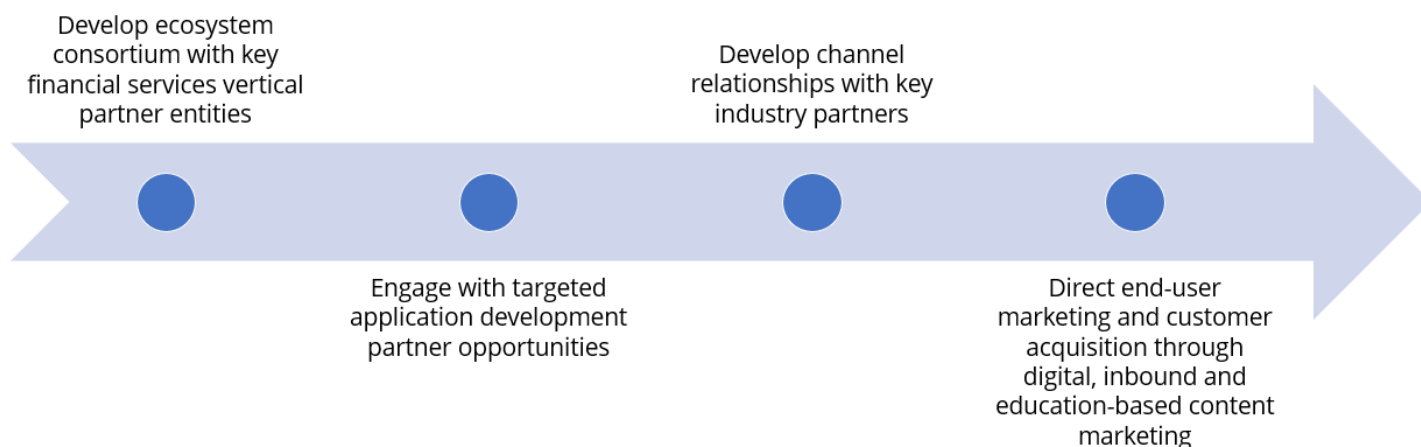 Develop ecosystem
consortium with key
financial services vertical
partner entities
Engage with targeted
application development
partner opportunities
Develop channel
relationships with key
industry partners
Direct end-user
marketing and customer
acquisition through
digital, inbound and
education-based content
marketing